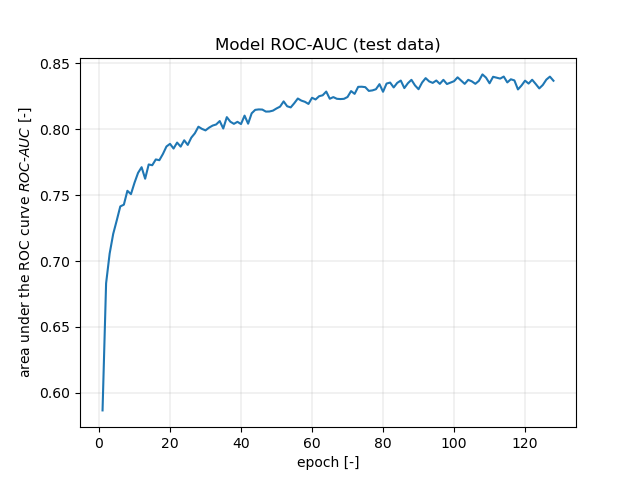 Model ROC-AUC (test data)
area under the ROC curve ROC-AUC [-]
0.85
0.80
0.75
0.70
0.65
0.60
0 20 40 60 80 100 120
epoch [-]